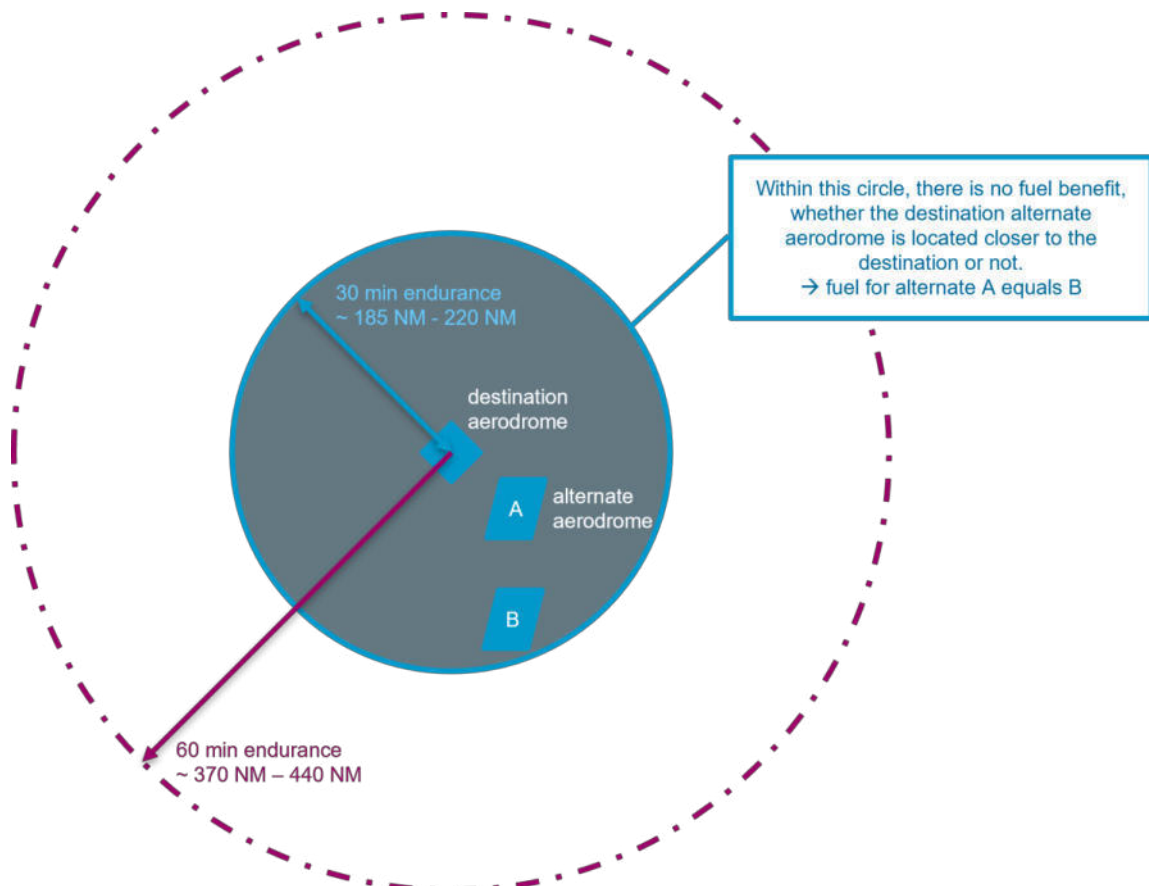 Within this circle, there is no fuel benefit,
whether the destination alternate
aerodrome is located closer to the
destination or not.
→ fuel for alternate A equals B
30 min endurance
~ 185 NM - 220 NM
destination
aerodrome
A
alternate
aerodrome
B
60 min endurance
~ 370 NM – 440 NM